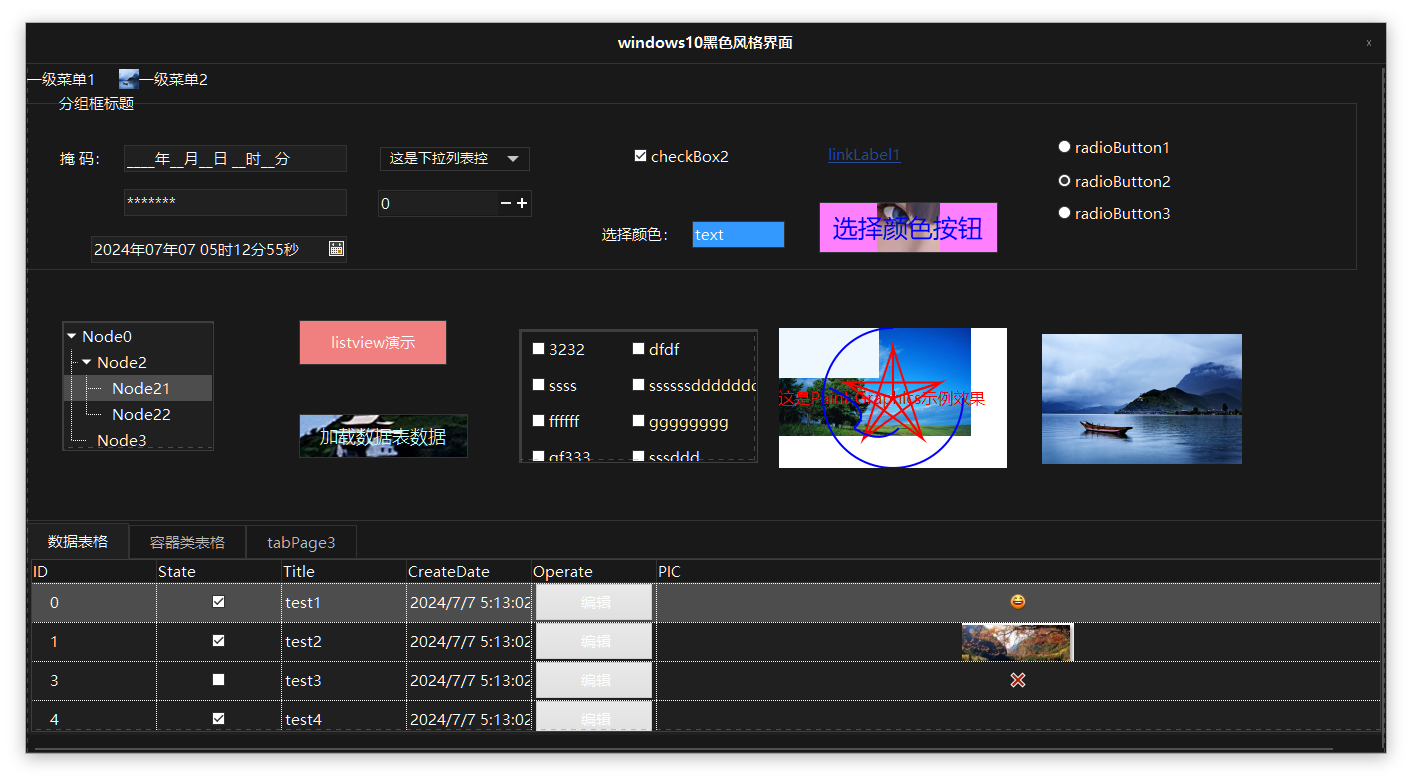 windows10黑色风格界面
x
一级菜单1
一级菜单2
分组框标题
掩 码：
____年__月__日 __时__分
这是下拉列表控
checkBox2
linkLabel1
radioButton1
radioButton2
radioButton3
*******
0
选择颜色：
text
选择颜色按钮
2024年07年07 05时12分55秒
Node0
Node2
Node21
Node22
Node3
listview演示
加载数据表数据
3232
dfdf
ssss
ssssssddddddd
ffffff
gggggggg
gf333
sssddd
这是Paint Graphics示例效果
数据表格
容器类表格
tabPage3
ID State Title CreateDate Operate PIC
0 test1 2024/7/7 5:13:02 编辑
1 test2 2024/7/7 5:13:02 编辑
3 test3 2024/7/7 5:13:02 编辑
4 test4 2024/7/7 5:13:02 编辑